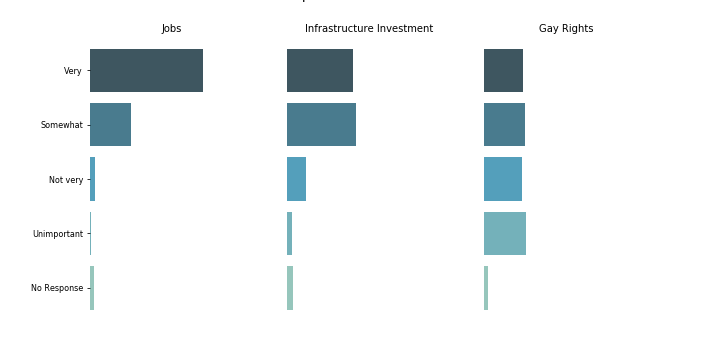 Jobs
Infrastructure Investment
Gay Rights
Very
Somewhat
Not very
Unimportant
No Response